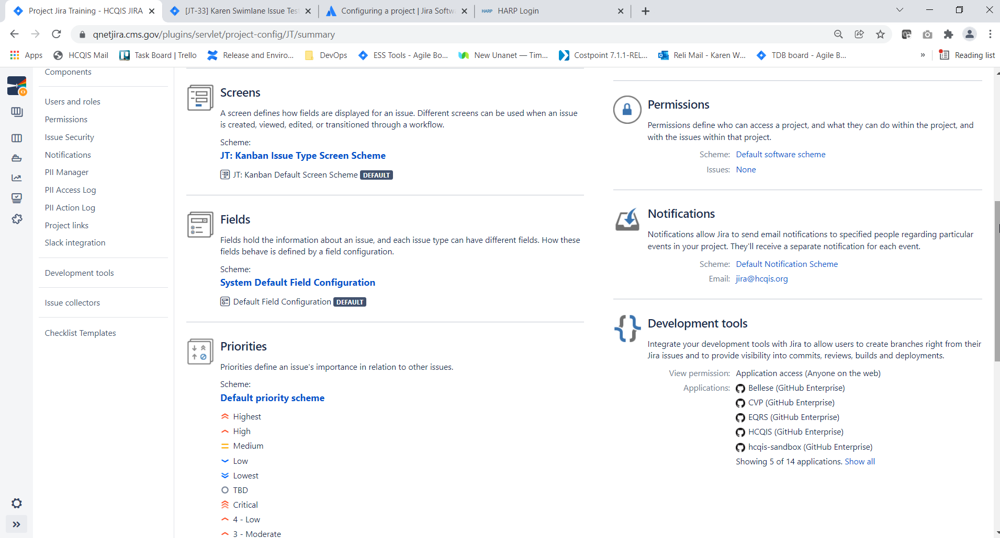 Project Jira Training - HCQIS JIRA
[JT-33] Karen Swimlane Issue Test
Configuring a project | Jira Softw
HARP HARP Login
qnetjira.cms.gov/plugins/servlet/project-config/JT/summary
Apps
HCQIS Mail
Task Board | Trello
Release and Enviro...
DevOps
ESS Tools - Agile Bo...
New Unanet — Tim...
Costpoint 7.1.1-REL...
Reli Mail - Karen W...
TDB board - Agile B...
»
Reading list
Components
Users and roles
Permissions
Issue Security
Notifications
PII Manager
PII Access Log
PII Action Log
Project links
Slack integration
Development tools
Issue collectors
Checklist Templates
Screens
A screen defines how fields are displayed for an issue. Different screens can be used when an issue
is created, viewed, edited, or transitioned through a workflow.
Scheme:
JT: Kanban Issue Type Screen Scheme
JT: Kanban Default Screen Scheme DEFAULT
Fields
Fields hold the information about an issue, and each issue type can have different fields. How these
fields behave is defined by a field configuration.
Scheme:
System Default Field Configuration
Default Field Configuration DEFAULT
Priorities
Priorities define an issue's importance in relation to other issues.
Scheme:
Default priority scheme
Highest
High
Medium
Low
Lowest
TBD
Critical
4 - Low
3 - Moderate
Permissions
Permissions define who can access a project, and what they can do within the project, and
with the issues within that project.
Scheme: Default software scheme
Issues: None
Notifications
Notifications allow Jira to send email notifications to specified people regarding particular
events in your project. They'll receive a separate notification for each event.
Scheme: Default Notification Scheme
Email: jira@hcqis.org
Development tools
Integrate your development tools with Jira to allow users to create branches right from their
Jira issues and to provide visibility into commits, reviews, builds and deployments.
View permission: Application access (Anyone on the web)
Applications: Bellese (GitHub Enterprise)
CVP (GitHub Enterprise)
EQRS (GitHub Enterprise)
HCQIS (GitHub Enterprise)
hcqis-sandbox (GitHub Enterprise)
Showing 5 of 14 applications. Show all